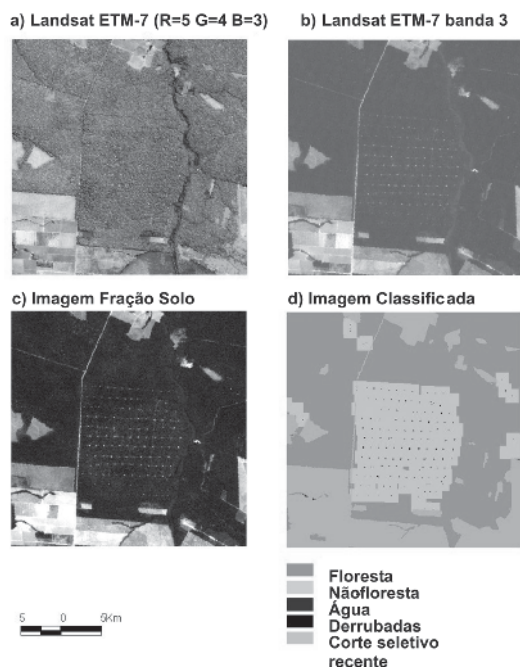 a) Landsat ETM-7 (R=5 G=4 B=3)
b) Landsat ETM-7 banda 3
c) Imagem Fração Solo
d) Imagem Classificada
Floresta
Nãofloresta
Água
Derrubadas
Corte seletivo
recente
5 0 5Km